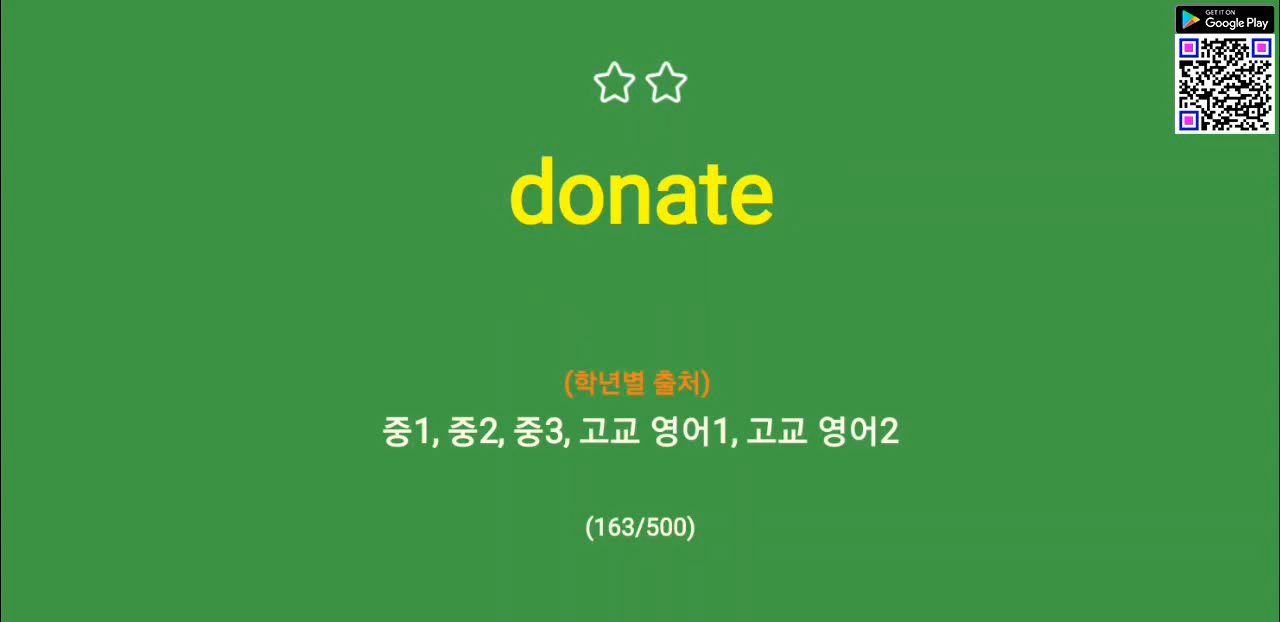 GET IT ON
Google Play
donate
(학년별 출처)
중1, 중2, 중3, 고교 영어1, 고교 영어2
(163/500)